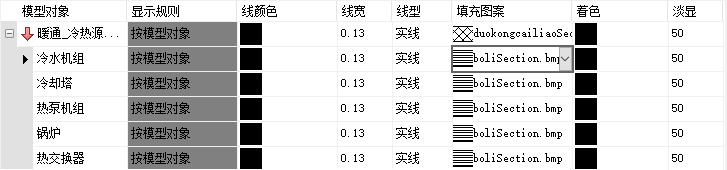 模型对象 显示规则 线颜色 线宽 线型 填充图案 着色 淡显
暖通_冷热源... 按模型对象 0.13 实线 duokongcailiaoSec 50
冷水机组 按模型对象 0.13 实线 boliSection.bmp 50
冷却塔 按模型对象 0.13 实线 boliSection.bmp 50
热泵机组 按模型对象 0.13 实线 boliSection.bmp 50
锅炉 按模型对象 0.13 实线 boliSection.bmp 50
热交换器 按模型对象 0.13 实线 boliSection.bmp 50